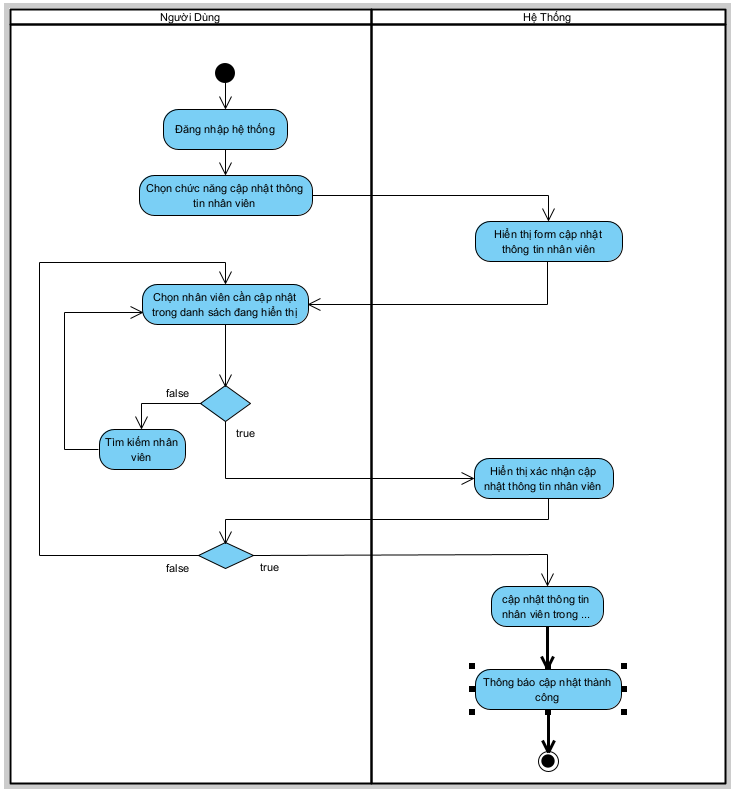 Người Dùng
Hệ Thống
Đăng nhập hệ thống
Chọn chức năng cập nhật thông
tin nhân viên
Hiển thị form cập nhật
thông tin nhân viên
Chọn nhân viên cần cập nhật
trong danh sách đang hiển thị
false
true
Tìm kiếm nhân
viên
Hiển thị xác nhận cập
nhật thông tin nhân viên
false
true
cập nhật thông tin
nhân viên trong ...
Thông báo cập nhật thành
công